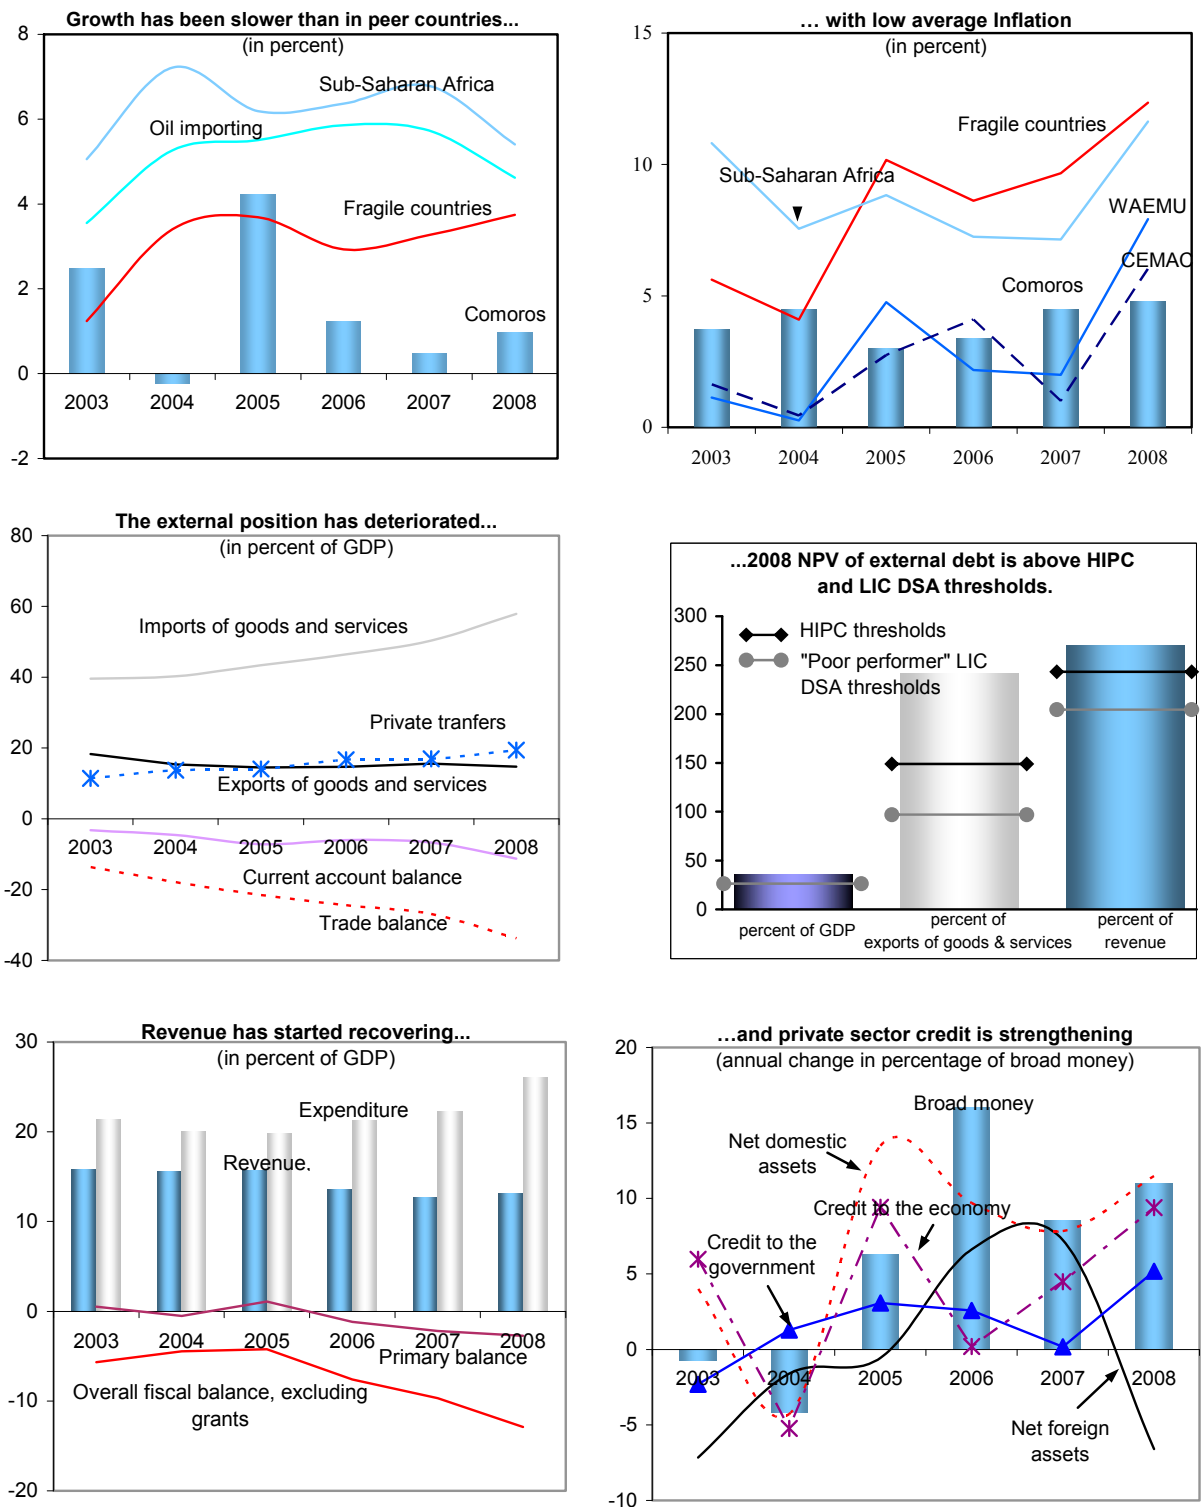 Growth has been slower than in peer countries...
(in percent)
8
6
4
2
0
-2
Sub-Saharan Africa
Oil importing
Fragile countries
Comoros
2003 2004 2005 2006 2007 2008
... with low average Inflation
(in percent)
15
10
5
0
Fragile countries
Sub-Saharan Africa
WAEMU
CEMAC
Comoros
2003 2004 2005 2006 2007 2008
The external position has deteriorated...
(in percent of GDP)
80
60
40
20
0
-20
-40
Imports of goods and services
Private tranfers
Exports of goods and services
2003 2004 2005 2006 2007 2008
Current account balance
Trade balance
...2008 NPV of external debt is above HIPC
and LIC DSA thresholds.
300
250
200
150
100
50
0
HIPC thresholds
"Poor performer" LIC
DSA thresholds
percent of GDP
percent of
exports of goods & services
percent of
revenue
Revenue has started recovering...
(in percent of GDP)
30
20
10
0
-10
-20
Expenditure
Revenue.
2003 2004 2005 2006 2007 2008
Primary balance
Overall fiscal balance, excluding
grants
...and private sector credit is strengthening
(annual change in percentage of broad money)
20
15
10
5
0
-5
-10
Broad money
Net domestic
assets
Credit to the economy
Credit to the
government
2003 2004 2005 2006 2007 2008
Net foreign
assets